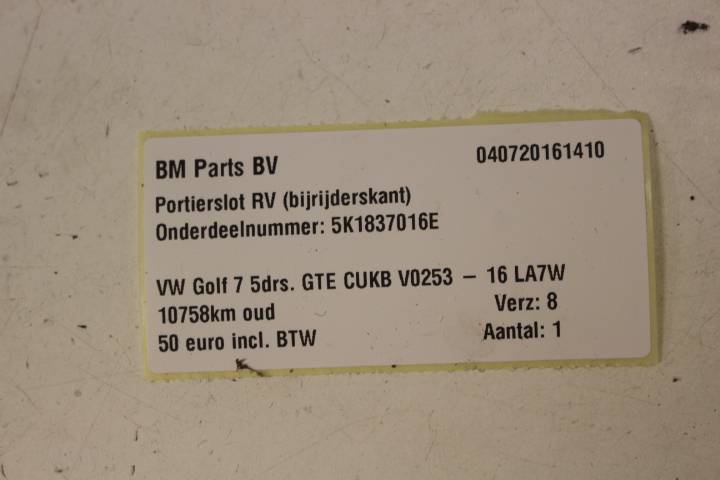 BM Parts BV 040720161410
Portierslot RV (bijrijderskant)
Onderdeelnummer: 5K1837016E
VW Golf 7 5drs. GTE CUKB V0253 – 16 LA7W
10758km oud Verz: 8
50 euro incl. BTW Aantal: 1